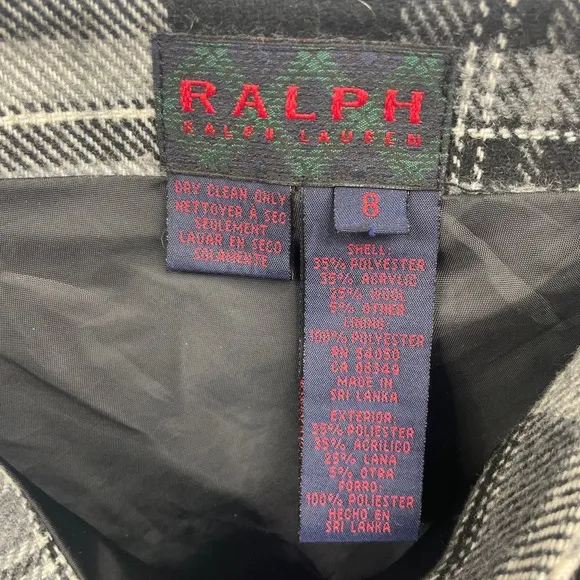 RALPH
RALPH LAUREN
DRY CLEAN ONLY
NETTOYER À SEC
SEULEMENT
LAVAR EN SECO
SOLAMENTE
8
SHELL:
35% POLYESTER
35% ACRYLIC
25% WOOL
5% OTHER
LINING:
100% POLYESTER
RN 54050
CA 08349
MADE IN
SRI LANKA
EXTERIOR:
35% POLIESTER
35% ACRILICO
25% LANA
5% OTRA
FORRO:
100% POLIESTER
HECHO EN
SRI LANKA